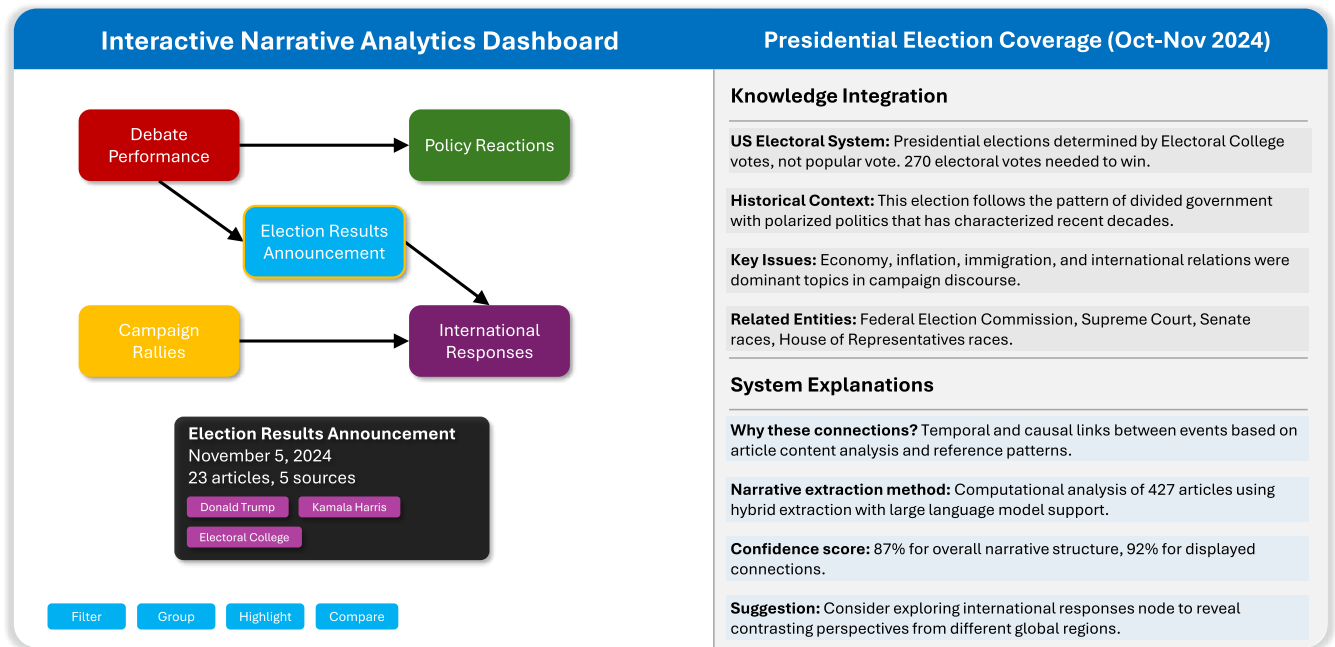 Interactive Narrative Analytics Dashboard
Presidential Election Coverage (Oct-Nov 2024)
Debate
Performance
Policy Reactions
Election Results
Announcement
Campaign
Rallies
International
Responses
Election Results Announcement
November 5, 2024
23 articles, 5 sources
Donald Trump
Kamala Harris
Electoral College
Filter
Group
Highlight
Compare
Knowledge Integration
US Electoral System: Presidential elections determined by Electoral College
votes, not popular vote. 270 electoral votes needed to win.
Historical Context: This election follows the pattern of divided government
with polarized politics that has characterized recent decades.
Key Issues: Economy, inflation, immigration, and international relations were
dominant topics in campaign discourse.
Related Entities: Federal Election Commission, Supreme Court, Senate
races, House of Representatives races.
System Explanations
Why these connections? Temporal and causal links between events based on
article content analysis and reference patterns.
Narrative extraction method: Computational analysis of 427 articles using
hybrid extraction with large language model support.
Confidence score: 87% for overall narrative structure, 92% for displayed
connections.
Suggestion: Consider exploring international responses node to reveal
contrasting perspectives from different global regions.